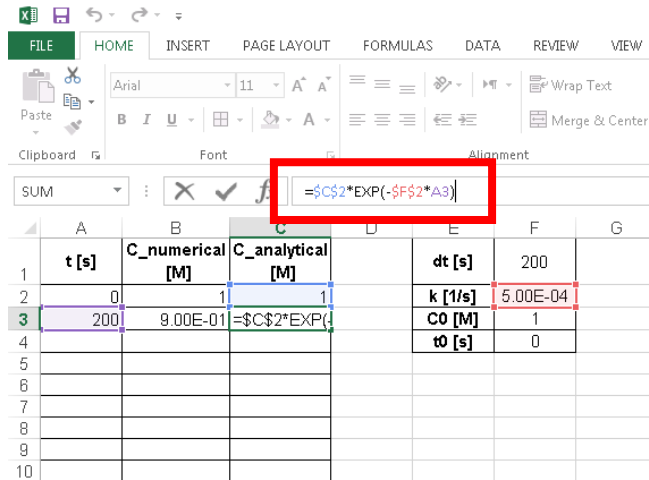 FILE HOME INSERT PAGE LAYOUT FORMULAS DATA REVIEW VIEW
Arial 11 A A Wrap Text
Paste B I U A Merge & Center
Clipboard Font Alignment
SUM =$C$2*EXP(-$F$2*A3)
A B C D E F G
1 t [s] C_numerical [M] C_analytical [M] dt [s] 200
2 0 1 1 k [1/s] 5.00E-04
3 200 9.00E-01 =$C$2*EXP(- C0 [M] 1
4 t0 [s] 0
5
6
7
8
9
10